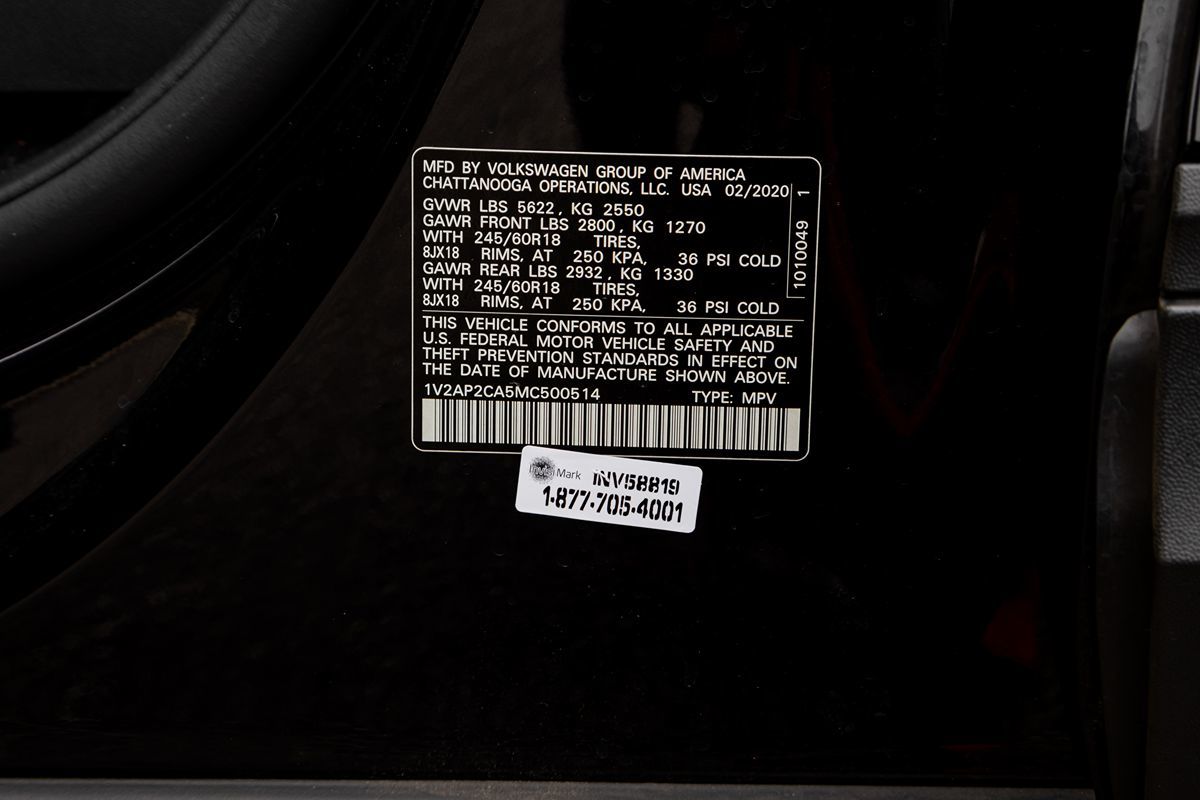 MFD BY VOLKSWAGEN GROUP OF AMERICA
CHATTANOOGA OPERATIONS, LLC. USA 02/2020
GVWR LBS 5622, KG 2550
GAWR FRONT LBS 2800, KG 1270
WITH 245/60R18 TIRES,
8JX18 RIMS, AT 250 KPA, 36 PSI COLD
GAWR REAR LBS 2932, KG 1330
WITH 245/60R18 TIRES,
8JX18 RIMS, AT 250 KPA, 36 PSI COLD
1010049 1
THIS VEHICLE CONFORMS TO ALL APPLICABLE
U.S. FEDERAL MOTOR VEHICLE SAFETY AND
THEFT PREVENTION STANDARDS IN EFFECT ON
THE DATE OF MANUFACTURE SHOWN ABOVE.
1V2AP2CA5MC500514 TYPE: MPV
Mark INV58819
1-877-705-4001